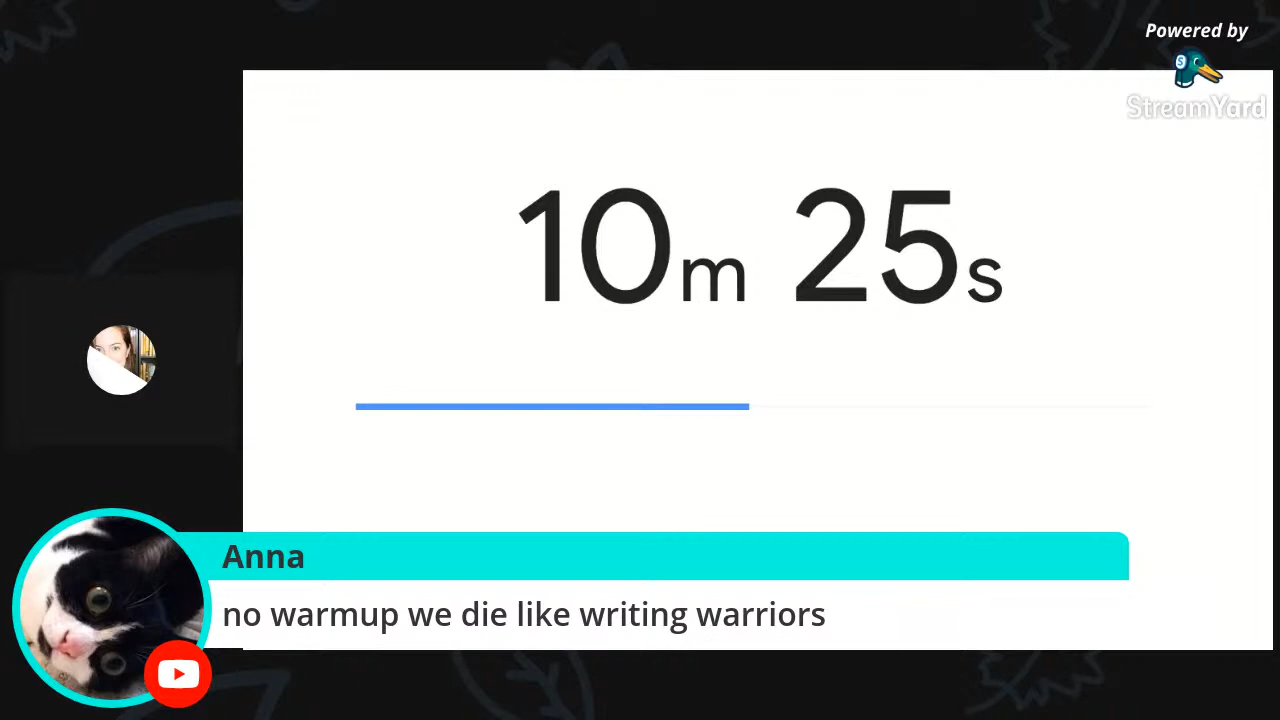 Powered by
StreamYard
10m 25s
Anna
no warmup we die like writing warriors